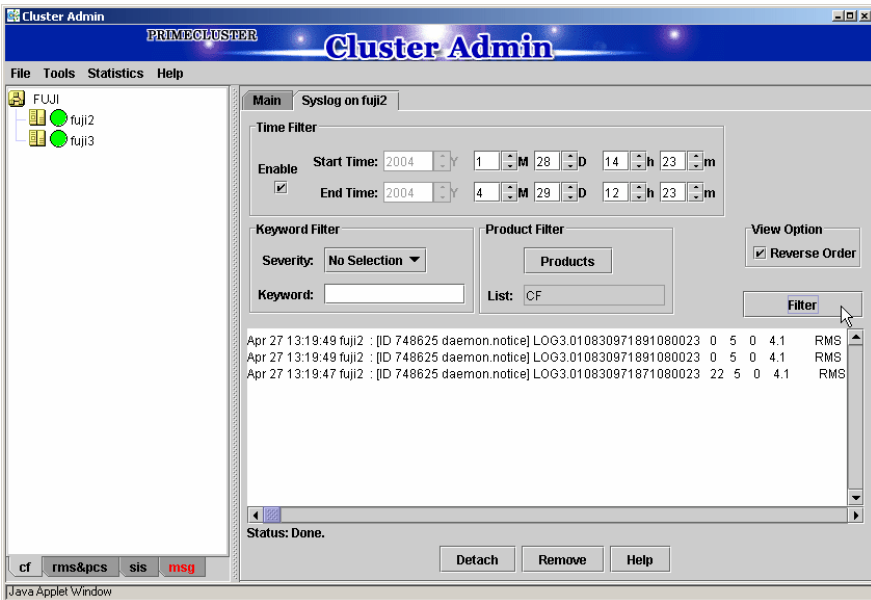 Cluster Admin
PRIMECLUSTER
Cluster Admin
File Tools Statistics Help
FUJI
fuji2
fuji3
Main Syslog on fuji2
Time Filter
Enable
Start Time: 2004 Y 1 M 28 D 14 h 23 m
End Time: 2004 Y 4 M 29 D 12 h 23 m
Keyword Filter
Severity: No Selection
Keyword:
Product Filter
Products
List: CF
View Option
Reverse Order
Filter
Apr 27 13:19:49 fuji2 : [ID 748625 daemon.notice] LOG3.010830971891080023 0 5 0 4.1 RMS
Apr 27 13:19:49 fuji2 : [ID 748625 daemon.notice] LOG3.010830971891080023 0 5 0 4.1 RMS
Apr 27 13:19:47 fuji2 : [ID 748625 daemon.notice] LOG3.010830971871080023 22 5 0 4.1 RMS
Status: Done.
Detach Remove Help
cf rms&pcs sis msg
Java Applet Window